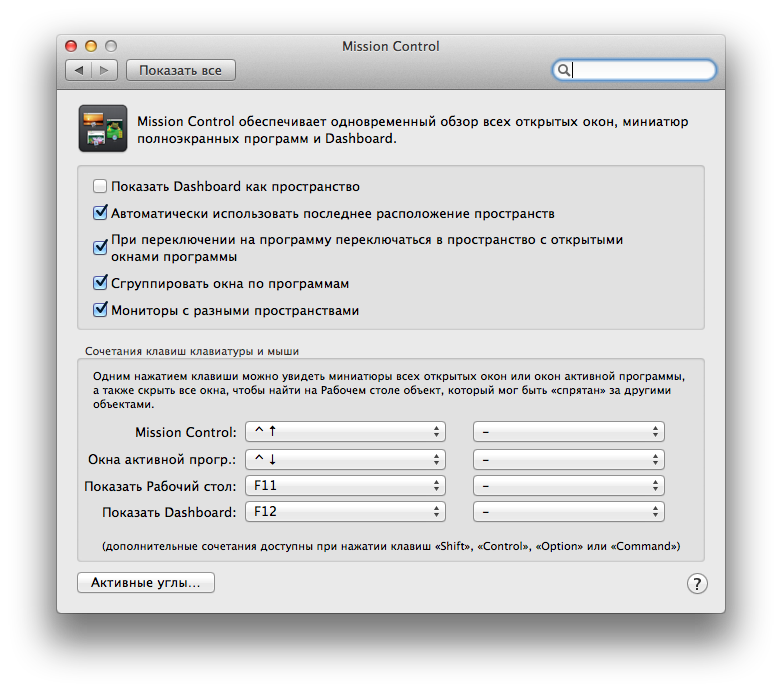 Mission Control
Показать все
Mission Control обеспечивает одновременный обзор всех открытых окон, миниатюр
полноэкранных программ и Dashboard.
Показать Dashboard как пространство
Автоматически использовать последнее расположение пространств
При переключении на программу переключаться в пространство с открытыми
окнами программы
Сгруппировать окна по программам
Мониторы с разными пространствами
Сочетания клавиш клавиатуры и мыши
Одним нажатием клавиши можно увидеть миниатюры всех открытых окон или окон активной программы,
а также скрыть все окна, чтобы найти на Рабочем столе объект, который мог быть «спрятан» за другими
объектами.
Mission Control: ^ ↑ –
Окна активной прогр.: ^ ↓ –
Показать Рабочий стол: F11 –
Показать Dashboard: F12 –
(дополнительные сочетания доступны при нажатии клавиш «Shift», «Control», «Option» или «Command»)
Активные углы... ?